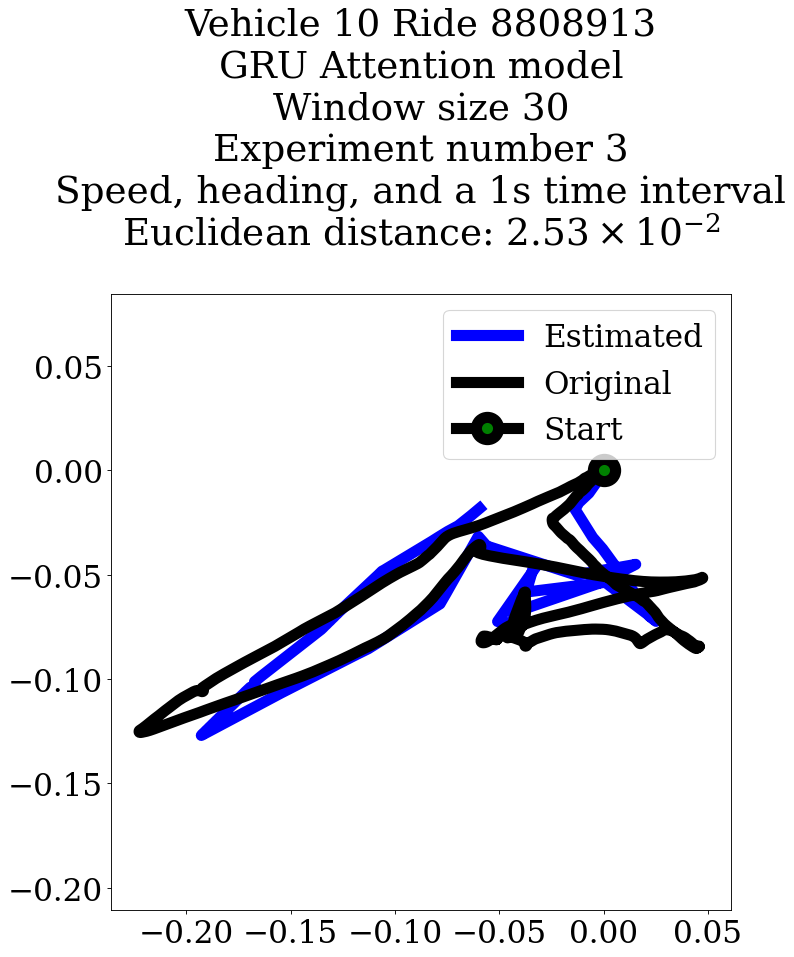 Vehicle 10 Ride 8808913
GRU Attention model
Window size 30
Experiment number 3
Speed, heading, and a 1s time interval
Euclidean distance: 2.53 × 10⁻²
Estimated
Original
Start
0.05
0.00
−0.05
−0.10
−0.15
−0.20
−0.20 −0.15 −0.10 −0.05 0.00 0.05